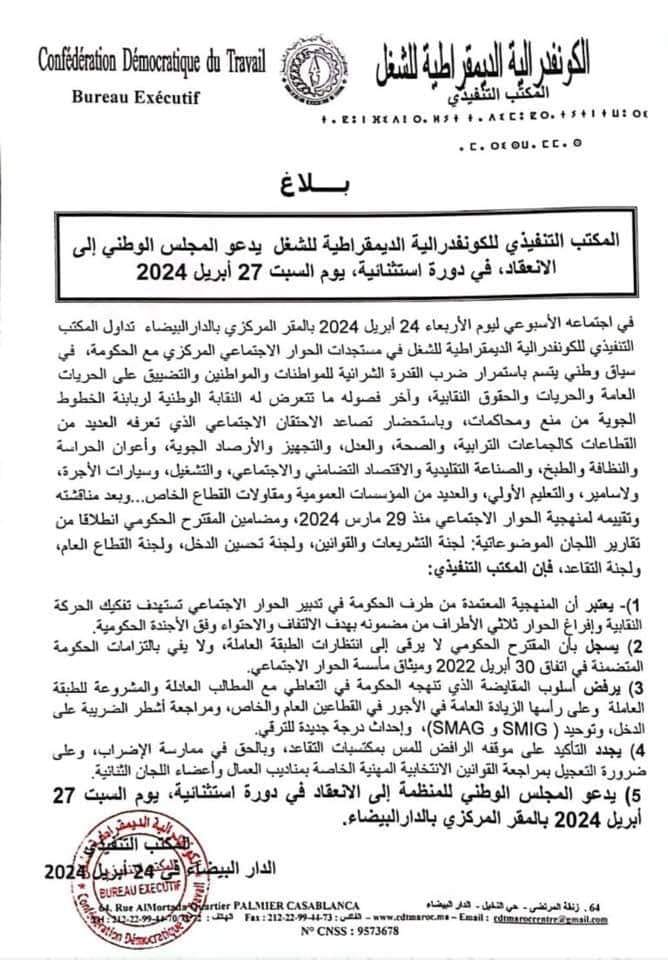 Confédération Démocratique du Travail
الكونفدرالية الديمقراطية للشغل
Bureau Exécutif
المكتب التنفيذي
بـــلاغ
المكتب التنفيذي للكونفدرالية الديمقراطية للشغل يدعو المجلس الوطني إلى
الانعقاد، في دورة استثنائية، يوم السبت 27 أبريل 2024
في اجتماعه الأسبوعي ليوم الأربعاء 24 أبريل 2024 بالمقر المركزي بالدارالبيضاء تداول المكتب
التنفيذي للكونفدرالية الديمقراطية للشغل في مستجدات الحوار الاجتماعي المركزي مع الحكومة، في
سياق وطني يتسم باستمرار ضرب القدرة الشرائية للمواطنات والمواطنين والتضييق على الحريات
العامة والحريات والحقوق النقابية، وآخر فصوله ما تتعرض له النقابة الوطنية لربابنة الخطوط
الجوية من منع ومحاكمات، وباستحضار تصاعد الاحتقان الاجتماعي الذي تعرفه العديد من
القطاعات كالجماعات الترابية، والصحة، والعدل، والتجهيز والأرصاد الجوية، وأعوان الحراسة
والنظافة والطبخ، والصناعة التقليدية والاقتصاد التضامني والاجتماعي، والتشغيل، وسيارات الأجرة،
ولاسامير، والتعليم الأولي، والعديد من المؤسسات العمومية ومقاولات القطاع الخاص...وبعد مناقشته
وتقييمه لمنهجية الحوار الاجتماعي منذ 29 مارس 2024، ومضامين المقترح الحكومي انطلاقا من
تقارير اللجان الموضوعاتية: لجنة التشريعات والقوانين، ولجنة تحسين الدخل، ولجنة القطاع العام،
ولجنة التقاعد، فإن المكتب التنفيذي:
1)- يعتبر أن المنهجية المعتمدة من طرف الحكومة في تدبير الحوار الاجتماعي تستهدف تفكيك الحركة
النقابية وإفراغ الحوار ثلاثي الأطراف من مضمونه بهدف الالتفاف والاحتواء وفق الأجندة الحكومية.
2) يسجل بأن المقترح الحكومي لا يرقى إلى انتظارات الطبقة العاملة، ولا يفي بالتزامات الحكومة
المتضمنة في اتفاق 30 أبريل 2022 وميثاق مأسسة الحوار الاجتماعي.
3) يرفض أسلوب المقايضة الذي تنهجه الحكومة في التعاطي مع المطالب العادلة والمشروعة للطبقة
العاملة وعلى رأسها الزيادة العامة في الأجور في القطاعين العام والخاص، ومراجعة أشطر الضريبة على
الدخل، وتوحيد ( SMIG و SMAG)، وإحداث درجة جديدة للترقي.
4) يجدد التأكيد على موقفه الرافض للمس بمكتسبات التقاعد، وبالحق في ممارسة الإضراب، وعلى
ضرورة التعجيل بمراجعة القوانين الانتخابية المهنية الخاصة بمناديب العمال وأعضاء اللجان الثنائية.
5) يدعو المجلس الوطني للمنظمة إلى الانعقاد في دورة استثنائية، يوم السبت 27
أبريل 2024 بالمقر المركزي بالدارالبيضاء.
المكتب التنفيذي
الدار البيضاء في 24 أبريل 2024
BUREAU EXECUTIF
Confédération Démocratique du Travail
64, Rue AlMortada Quartier PALMIER CASABLANCA
64 . زنقة المرتضى - حي النخيل - الدار البيضاء
الهاتف : Fax : 212-22-99-44-73 : الفاكس – www.cdtmaroc.ma – Email : cdtmarocentre@gmail.com
N° CNSS : 9573678